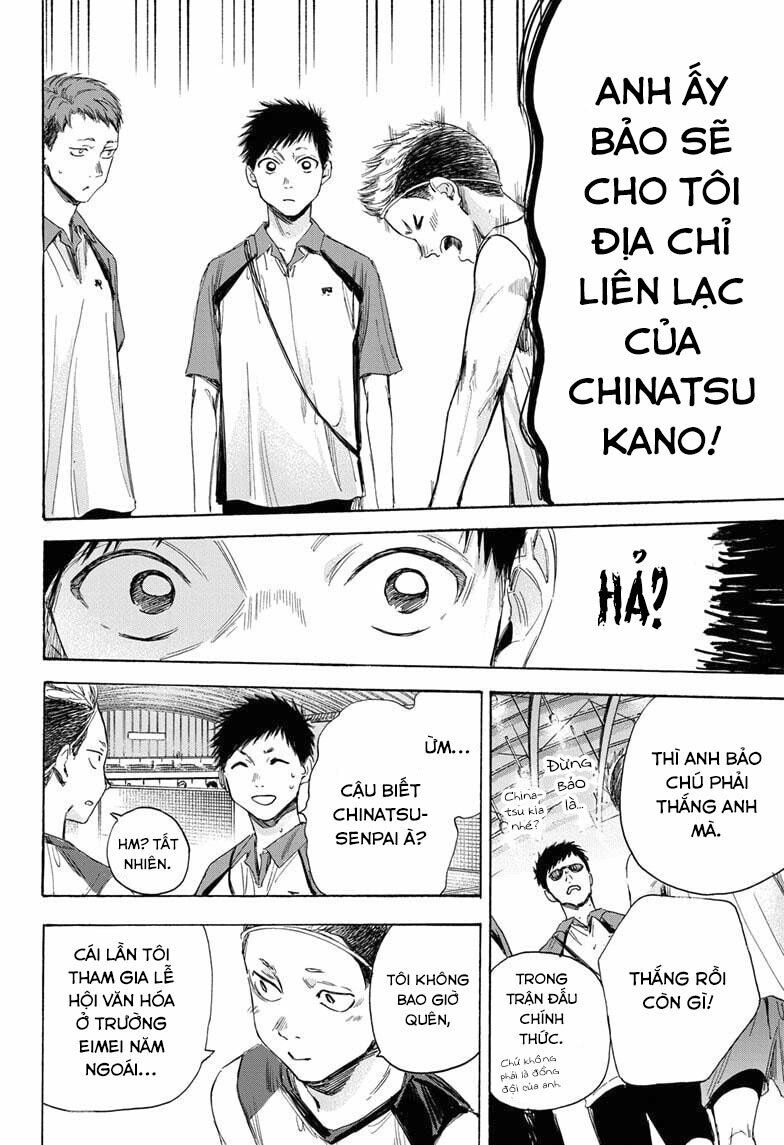 ANH ẤY
BẢO SẼ
CHO TÔI
ĐỊA CHỈ
LIÊN LẠC
CỦA
CHINATSU
KANO!
HẢ?
THÌ ANH BẢO
CHÚ PHẢI
THẮNG ANH
MÀ.
Đừng
Bảo
là...
China-
tsu kia
nhé?
THẮNG RỒI
CÒN GÌ!
TRONG
TRẬN ĐẤU
CHÍNH
THỨC.
Chứ không
phải là đồng
đội của anh
ỪM...
CẬU BIẾT
CHINATSU-
SENPAI À?
HM? TẤT
NHIÊN.
TÔI KHÔNG
BAO GIỜ
QUÊN,
CÁI LẦN TÔI
THAM GIA LỄ
HỘI VĂN HÓA
Ở TRƯỜNG
EIMEI NĂM
NGOÁI...